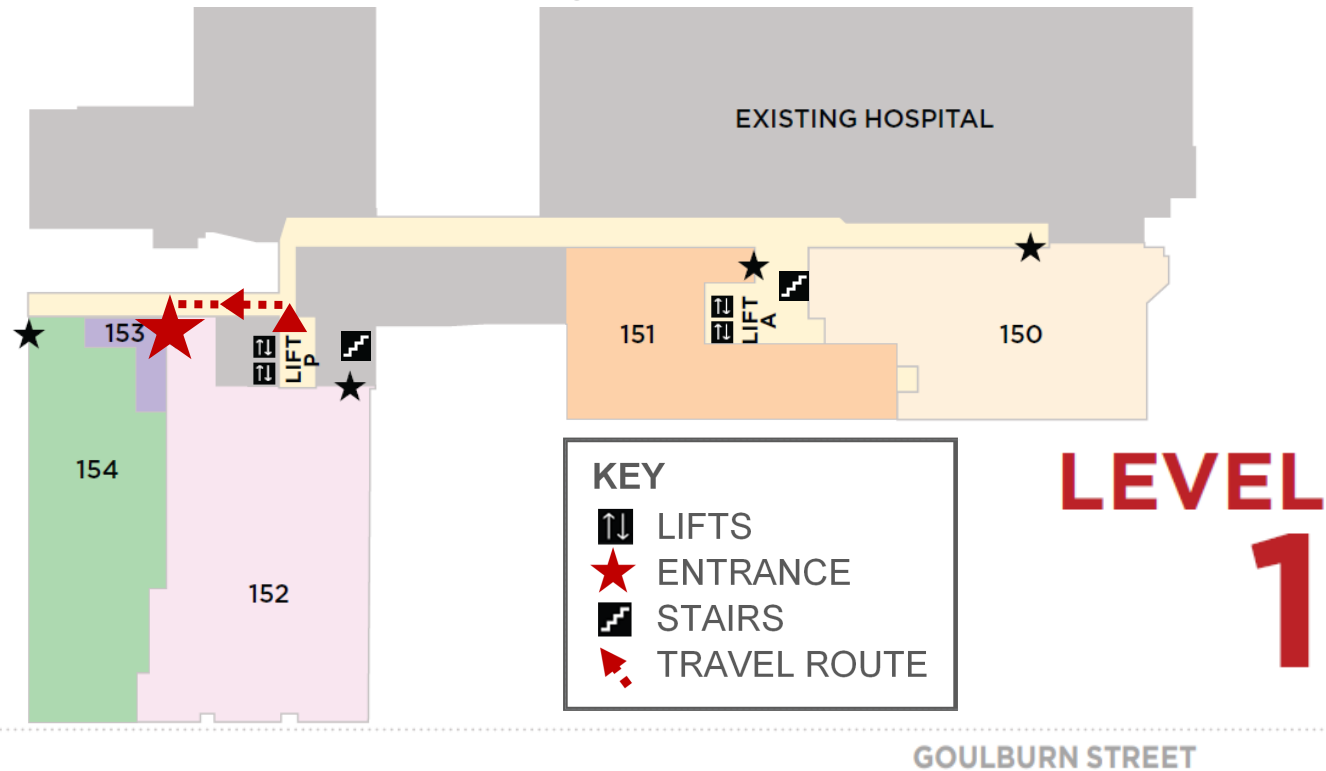 EXISTING HOSPITAL
153
LIFT
P
151
LIFT
A
150
154
152
KEY
LIFTS
ENTRANCE
STAIRS
TRAVEL ROUTE
LEVEL
1
GOULBURN STREET